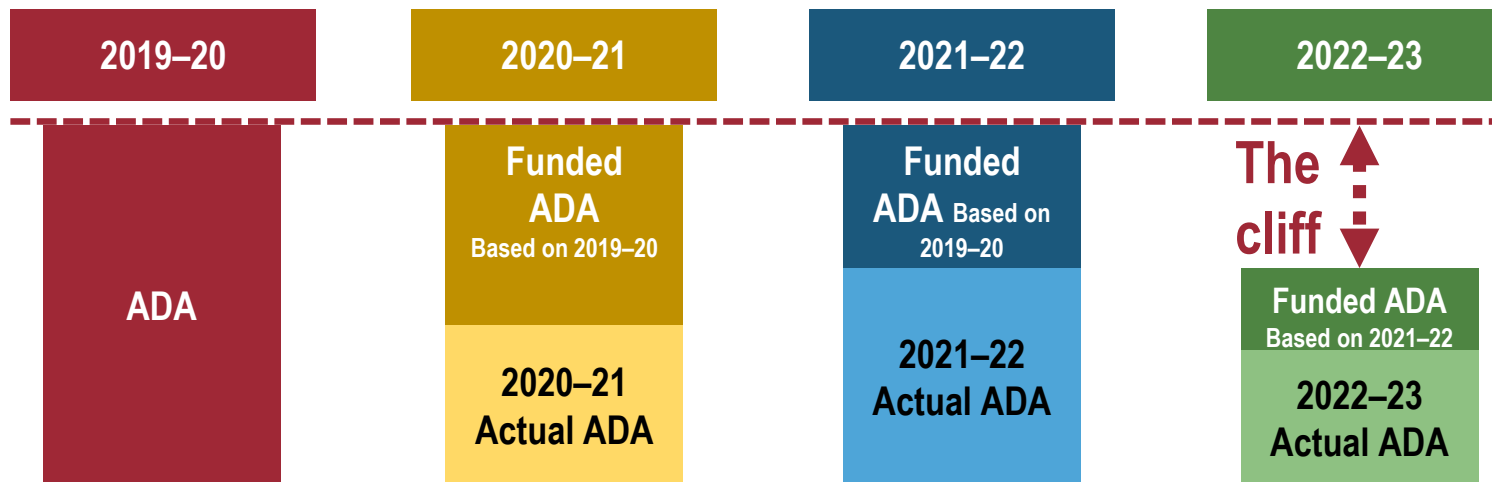 2019–20
2020–21
2021–22
2022–23
ADA
Funded
ADA
Based on 2019–20
2020–21
Actual ADA
Funded
ADA Based on
2019–20
2021–22
Actual ADA
The
cliff
Funded ADA
Based on 2021–22
2022–23
Actual ADA